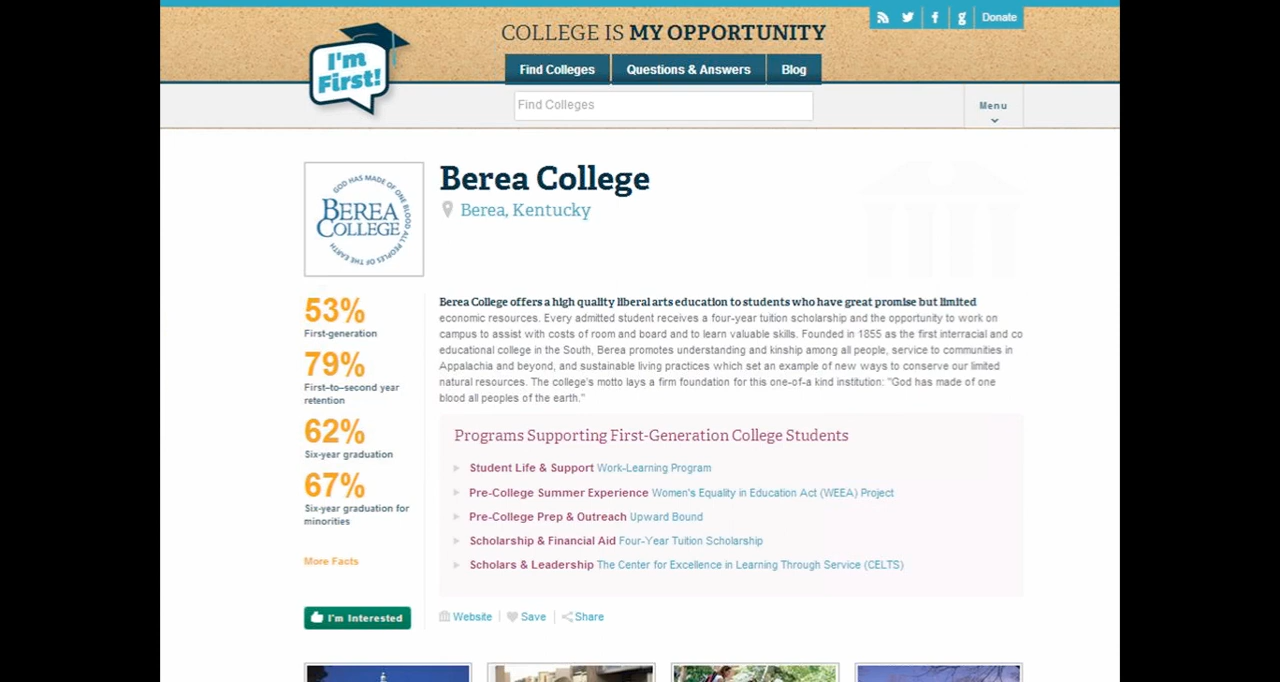 COLLEGE IS MY OPPORTUNITY
Donate
I'm First!
Find Colleges
Questions & Answers
Blog
Find Colleges
Menu
GOD HAS MADE OF ONE BLOOD ALL PEOPLES OF THE EARTH
BEREA
COLLEGE
Berea College
Berea, Kentucky
53%
First-generation
79%
First–to–second year
retention
62%
Six-year graduation
67%
Six-year graduation for
minorities
More Facts
I'm Interested
Berea College offers a high quality liberal arts education to students who have great promise but limited
economic resources. Every admitted student receives a four-year tuition scholarship and the opportunity to work on
campus to assist with costs of room and board and to learn valuable skills. Founded in 1855 as the first interracial and co
educational college in the South, Berea promotes understanding and kinship among all people, service to communities in
Appalachia and beyond, and sustainable living practices which set an example of new ways to conserve our limited
natural resources. The college's motto lays a firm foundation for this one-of-a kind institution: "God has made of one
blood all peoples of the earth."
Programs Supporting First-Generation College Students
Student Life & Support Work-Learning Program
Pre-College Summer Experience Women's Equality in Education Act (WEEA) Project
Pre-College Prep & Outreach Upward Bound
Scholarship & Financial Aid Four-Year Tuition Scholarship
Scholars & Leadership The Center for Excellence in Learning Through Service (CELTS)
Website
Save
Share